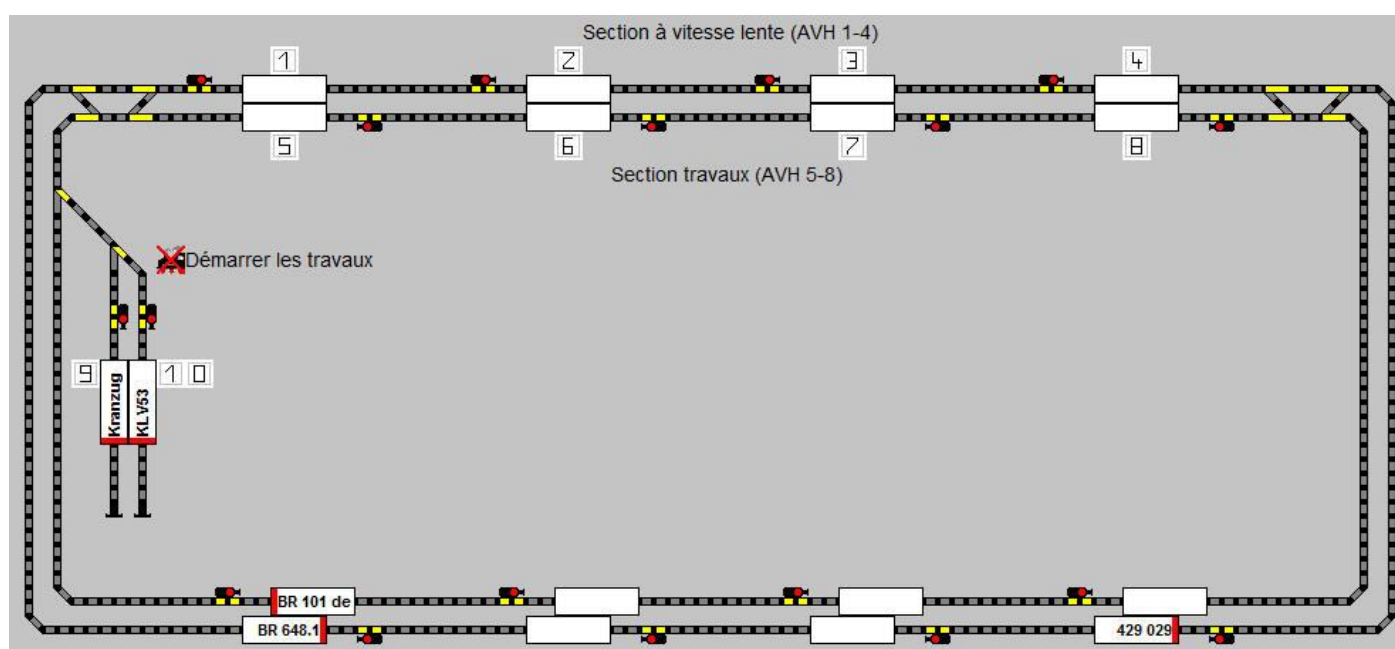 Section à vitesse lente (AVH 1-4)
1 2 3 4
5 6 7 8
Section travaux (AVH 5-8)
Démarrer les travaux
9 Kranzug KLV53 10
BR 101 de
BR 648.1 429 029